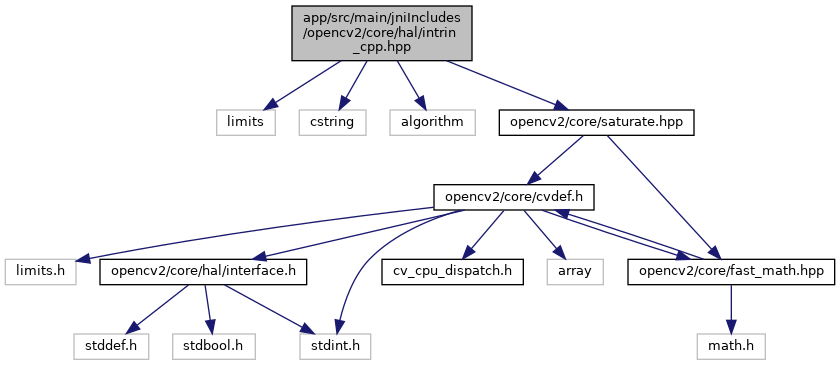 app/src/main/jniIncludes
/opencv2/core/hal/intrin
_cpp.hpp
limits
cstring
algorithm
opencv2/core/saturate.hpp
opencv2/core/cvdef.h
limits.h
opencv2/core/hal/interface.h
cv_cpu_dispatch.h
array
opencv2/core/fast_math.hpp
stddef.h
stdbool.h
stdint.h
math.h